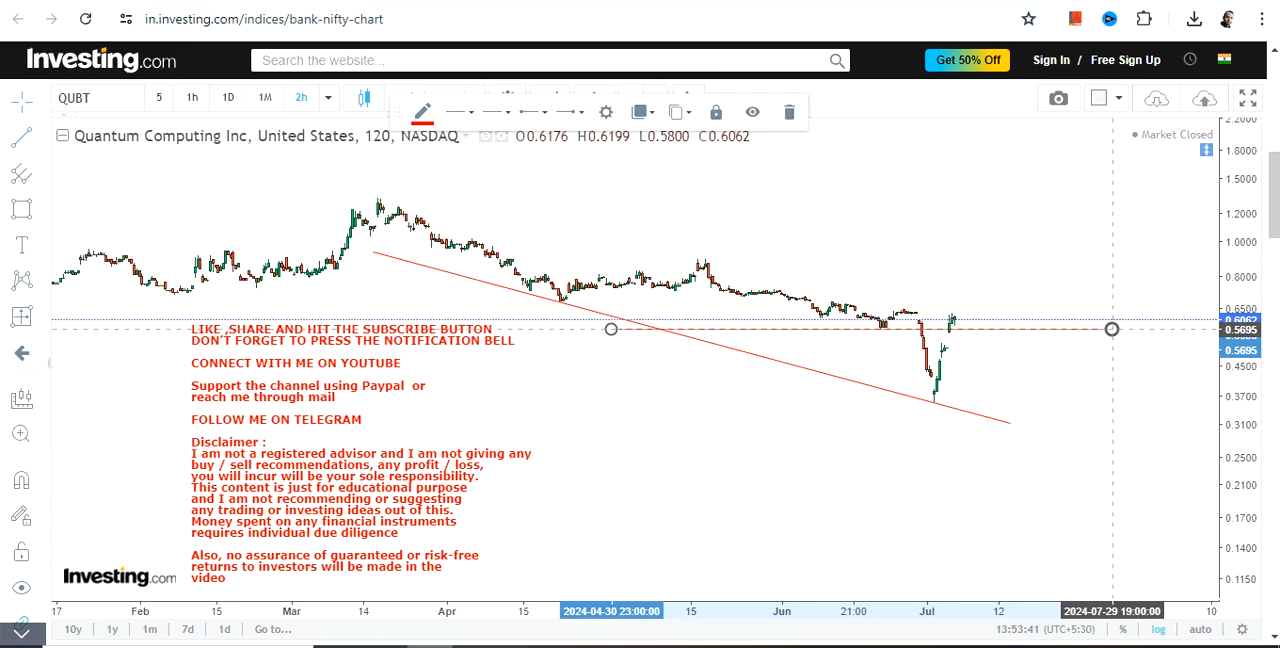 in.investing.com/indices/bank-nifty-chart
Investing.com
Search the website...
Get 50% Off
Sign In / Free Sign Up
QUBT
5
1h
1D
1M
2h
Quantum Computing Inc, United States, 120, NASDAQ
O0.6176 H0.6199 L0.5800 C0.6062
Market Closed
1.8000
1.5000
1.2000
1.0000
0.8000
0.6500
0.6062
0.5695
0.5695
0.4500
0.3700
0.3100
0.2500
0.2100
0.1700
0.1400
0.1150
LIKE ,SHARE AND HIT THE SUBSCRIBE BUTTON
DON'T FORGET TO PRESS THE NOTIFICATION BELL
CONNECT WITH ME ON YOUTUBE
Support the channel using Paypal or
reach me through mail
FOLLOW ME ON TELEGRAM
Disclaimer :
I am not a registered advisor and I am not giving any
buy / sell recommendations, any profit / loss,
you will incur will be your sole responsibility.
This content is just for educational purpose
and I am not recommending or suggesting
any trading or investing ideas out of this.
Money spent on any financial instruments
requires individual due diligence
Also, no assurance of guaranteed or risk-free
returns to investors will be made in the
video
Investing.com
17 Feb 15 Mar 14 Apr 15 2024-04-30 23:00:00 15 Jun 21:00 Jul 12 2024-07-29 19:00:00 10
10y 1y 1m 7d 1d Go to... 13:53:41 (UTC+5:30) % log auto